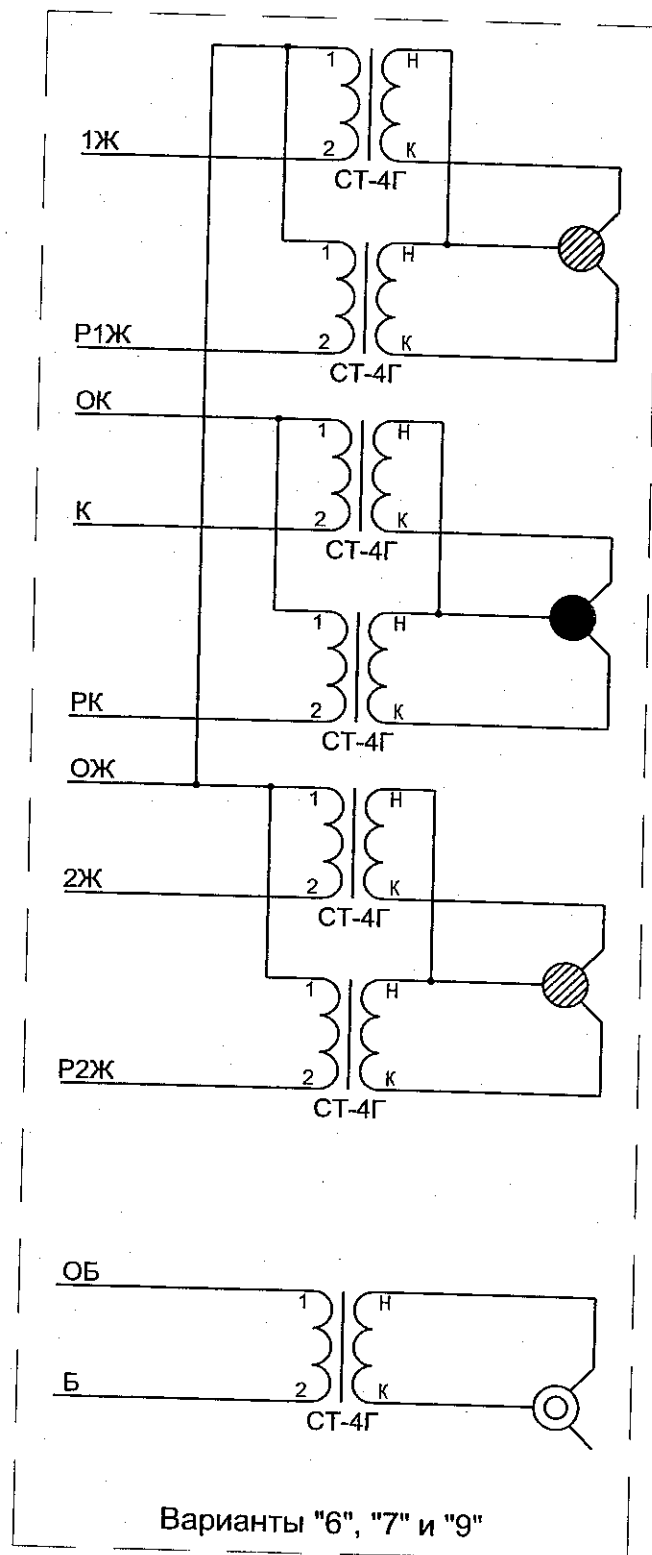 1 Н
1Ж
2 К
СТ-4Г
1 Н
Р1Ж
2 К
СТ-4Г
ОК
1 Н
К
2 К
СТ-4Г
1 Н
РК
2 К
СТ-4Г
ОЖ
1 Н
2Ж
2 К
СТ-4Г
1 Н
Р2Ж
2 К
СТ-4Г
ОБ
1 Н
Б
2 К
СТ-4Г
Варианты "6", "7" и "9"